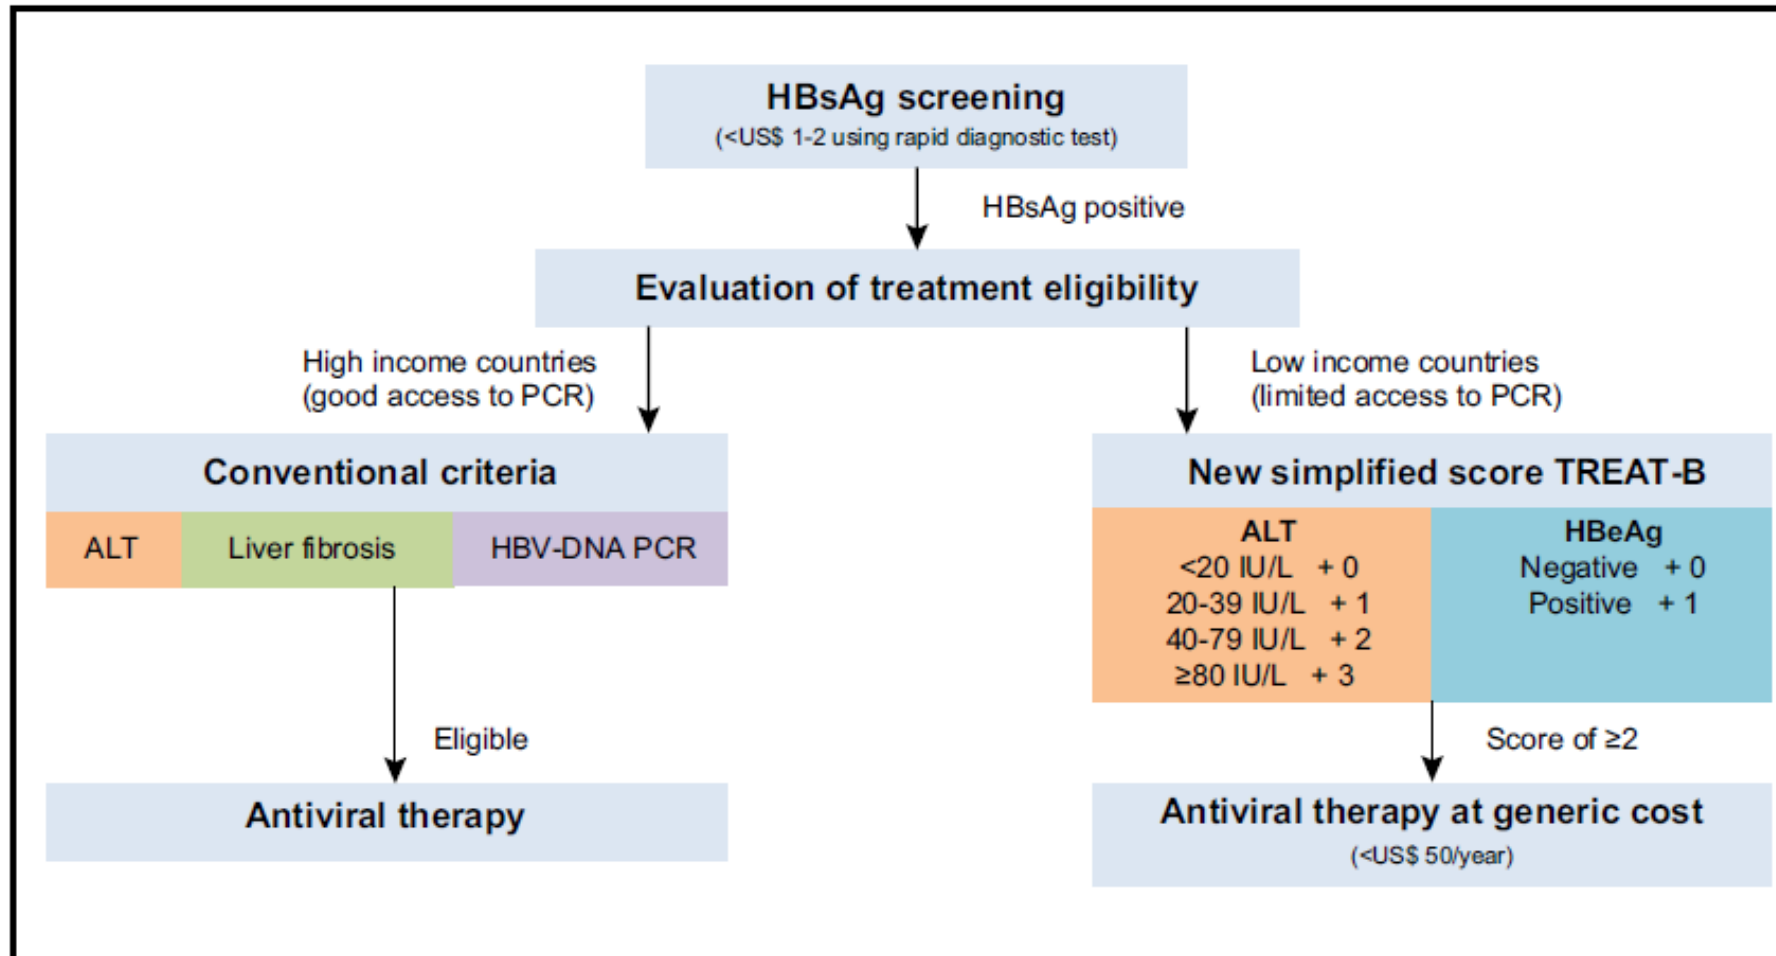 HBsAg screening
(<US$ 1-2 using rapid diagnostic test)
HBsAg positive
Evaluation of treatment eligibility
High income countries
(good access to PCR)
Low income countries
(limited access to PCR)
Conventional criteria
ALT
Liver fibrosis
HBV-DNA PCR
Eligible
Antiviral therapy
New simplified score TREAT-B
ALT
<20 IU/L + 0
20-39 IU/L + 1
40-79 IU/L + 2
≥80 IU/L + 3
HBeAg
Negative + 0
Positive + 1
Score of ≥2
Antiviral therapy at generic cost
(<US$ 50/year)